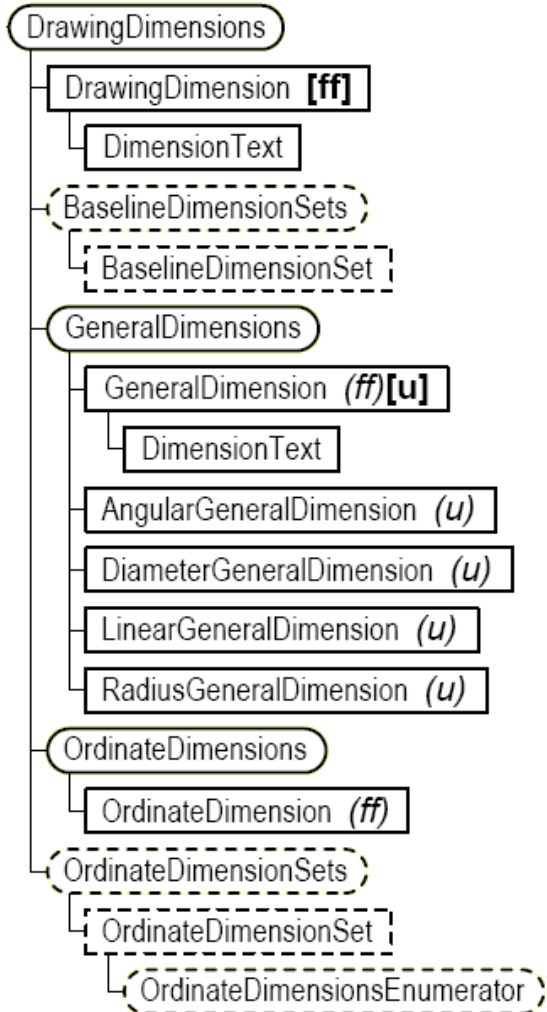 DrawingDimensions
DrawingDimension [ff]
DimensionText
BaselineDimensionSets
BaselineDimensionSet
GeneralDimensions
GeneralDimension (ff)[u]
DimensionText
AngularGeneralDimension (u)
DiameterGeneralDimension (u)
LinearGeneralDimension (u)
RadiusGeneralDimension (u)
OrdinateDimensions
OrdinateDimension (ff)
OrdinateDimensionSets
OrdinateDimensionSet
OrdinateDimensionsEnumerator